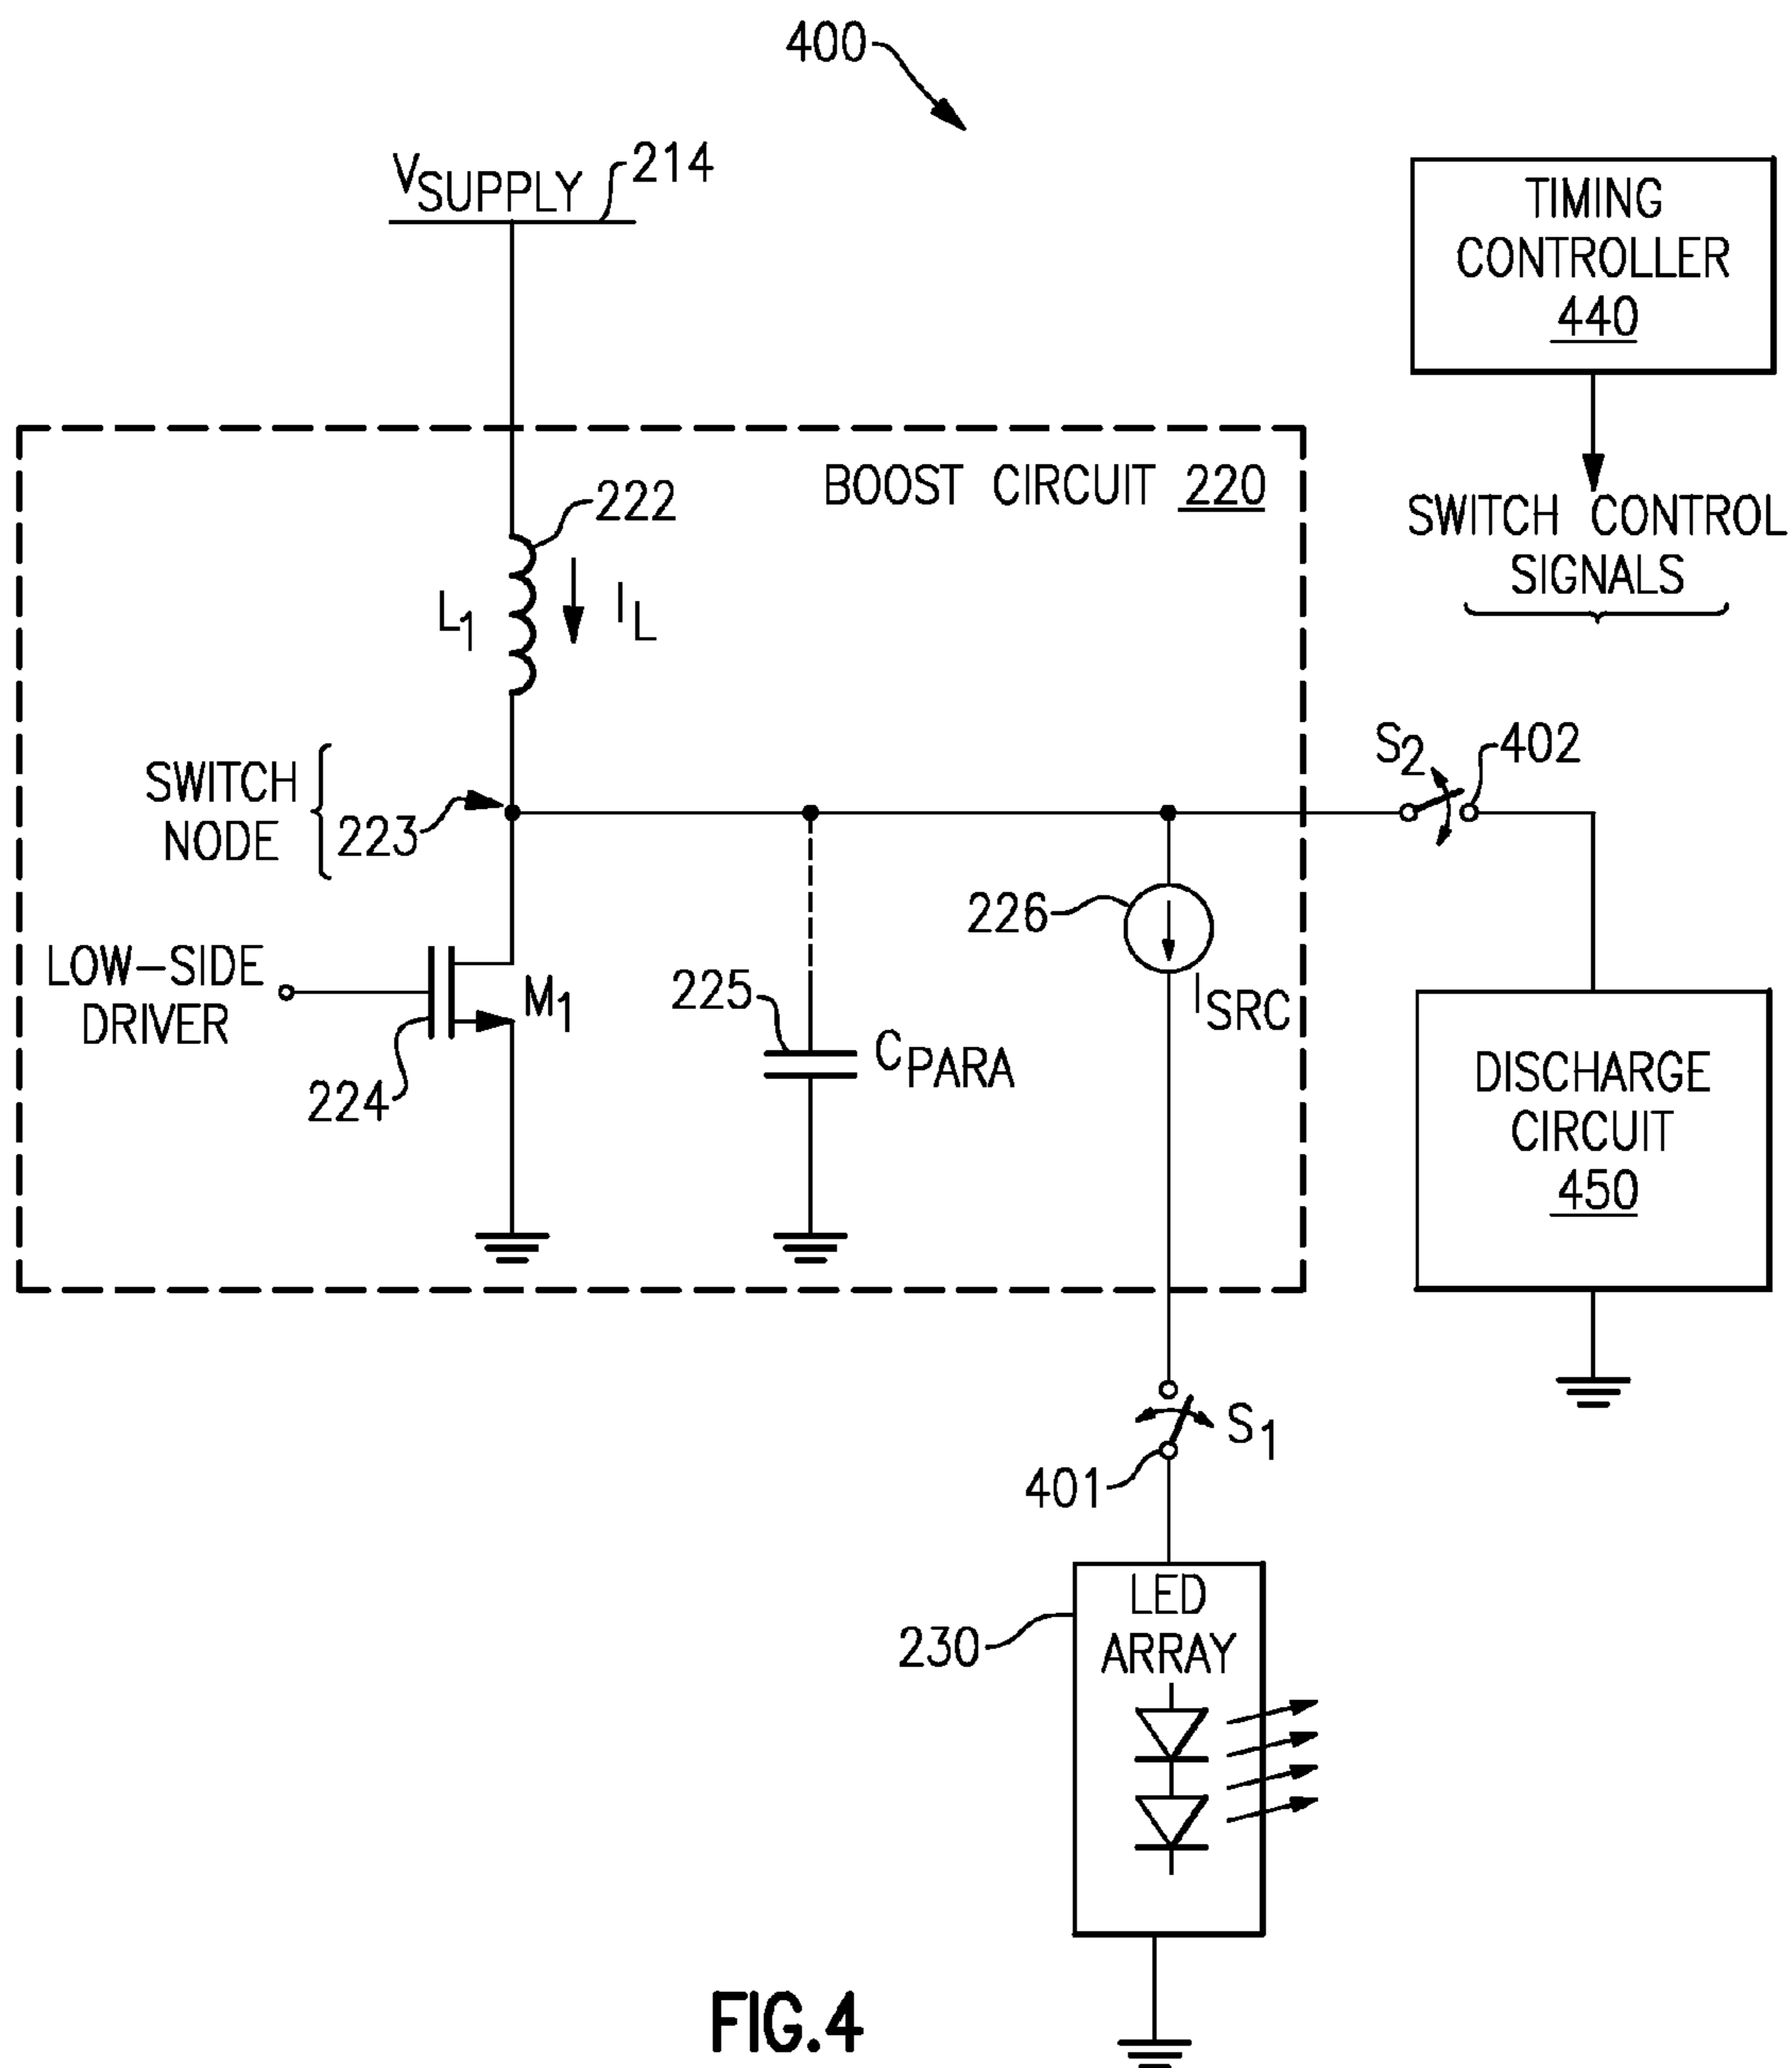 400
VSUPPLY
214
TIMING
CONTROLLER
440
BOOST CIRCUIT 220
SWITCH CONTROL
SIGNALS
222
L1
IL
SWITCH
NODE
223
S2
402
226
LOW-SIDE
DRIVER
M1
224
225
CPARA
ISRC
DISCHARGE
CIRCUIT
450
S1
401
LED
ARRAY
230
FIG.4